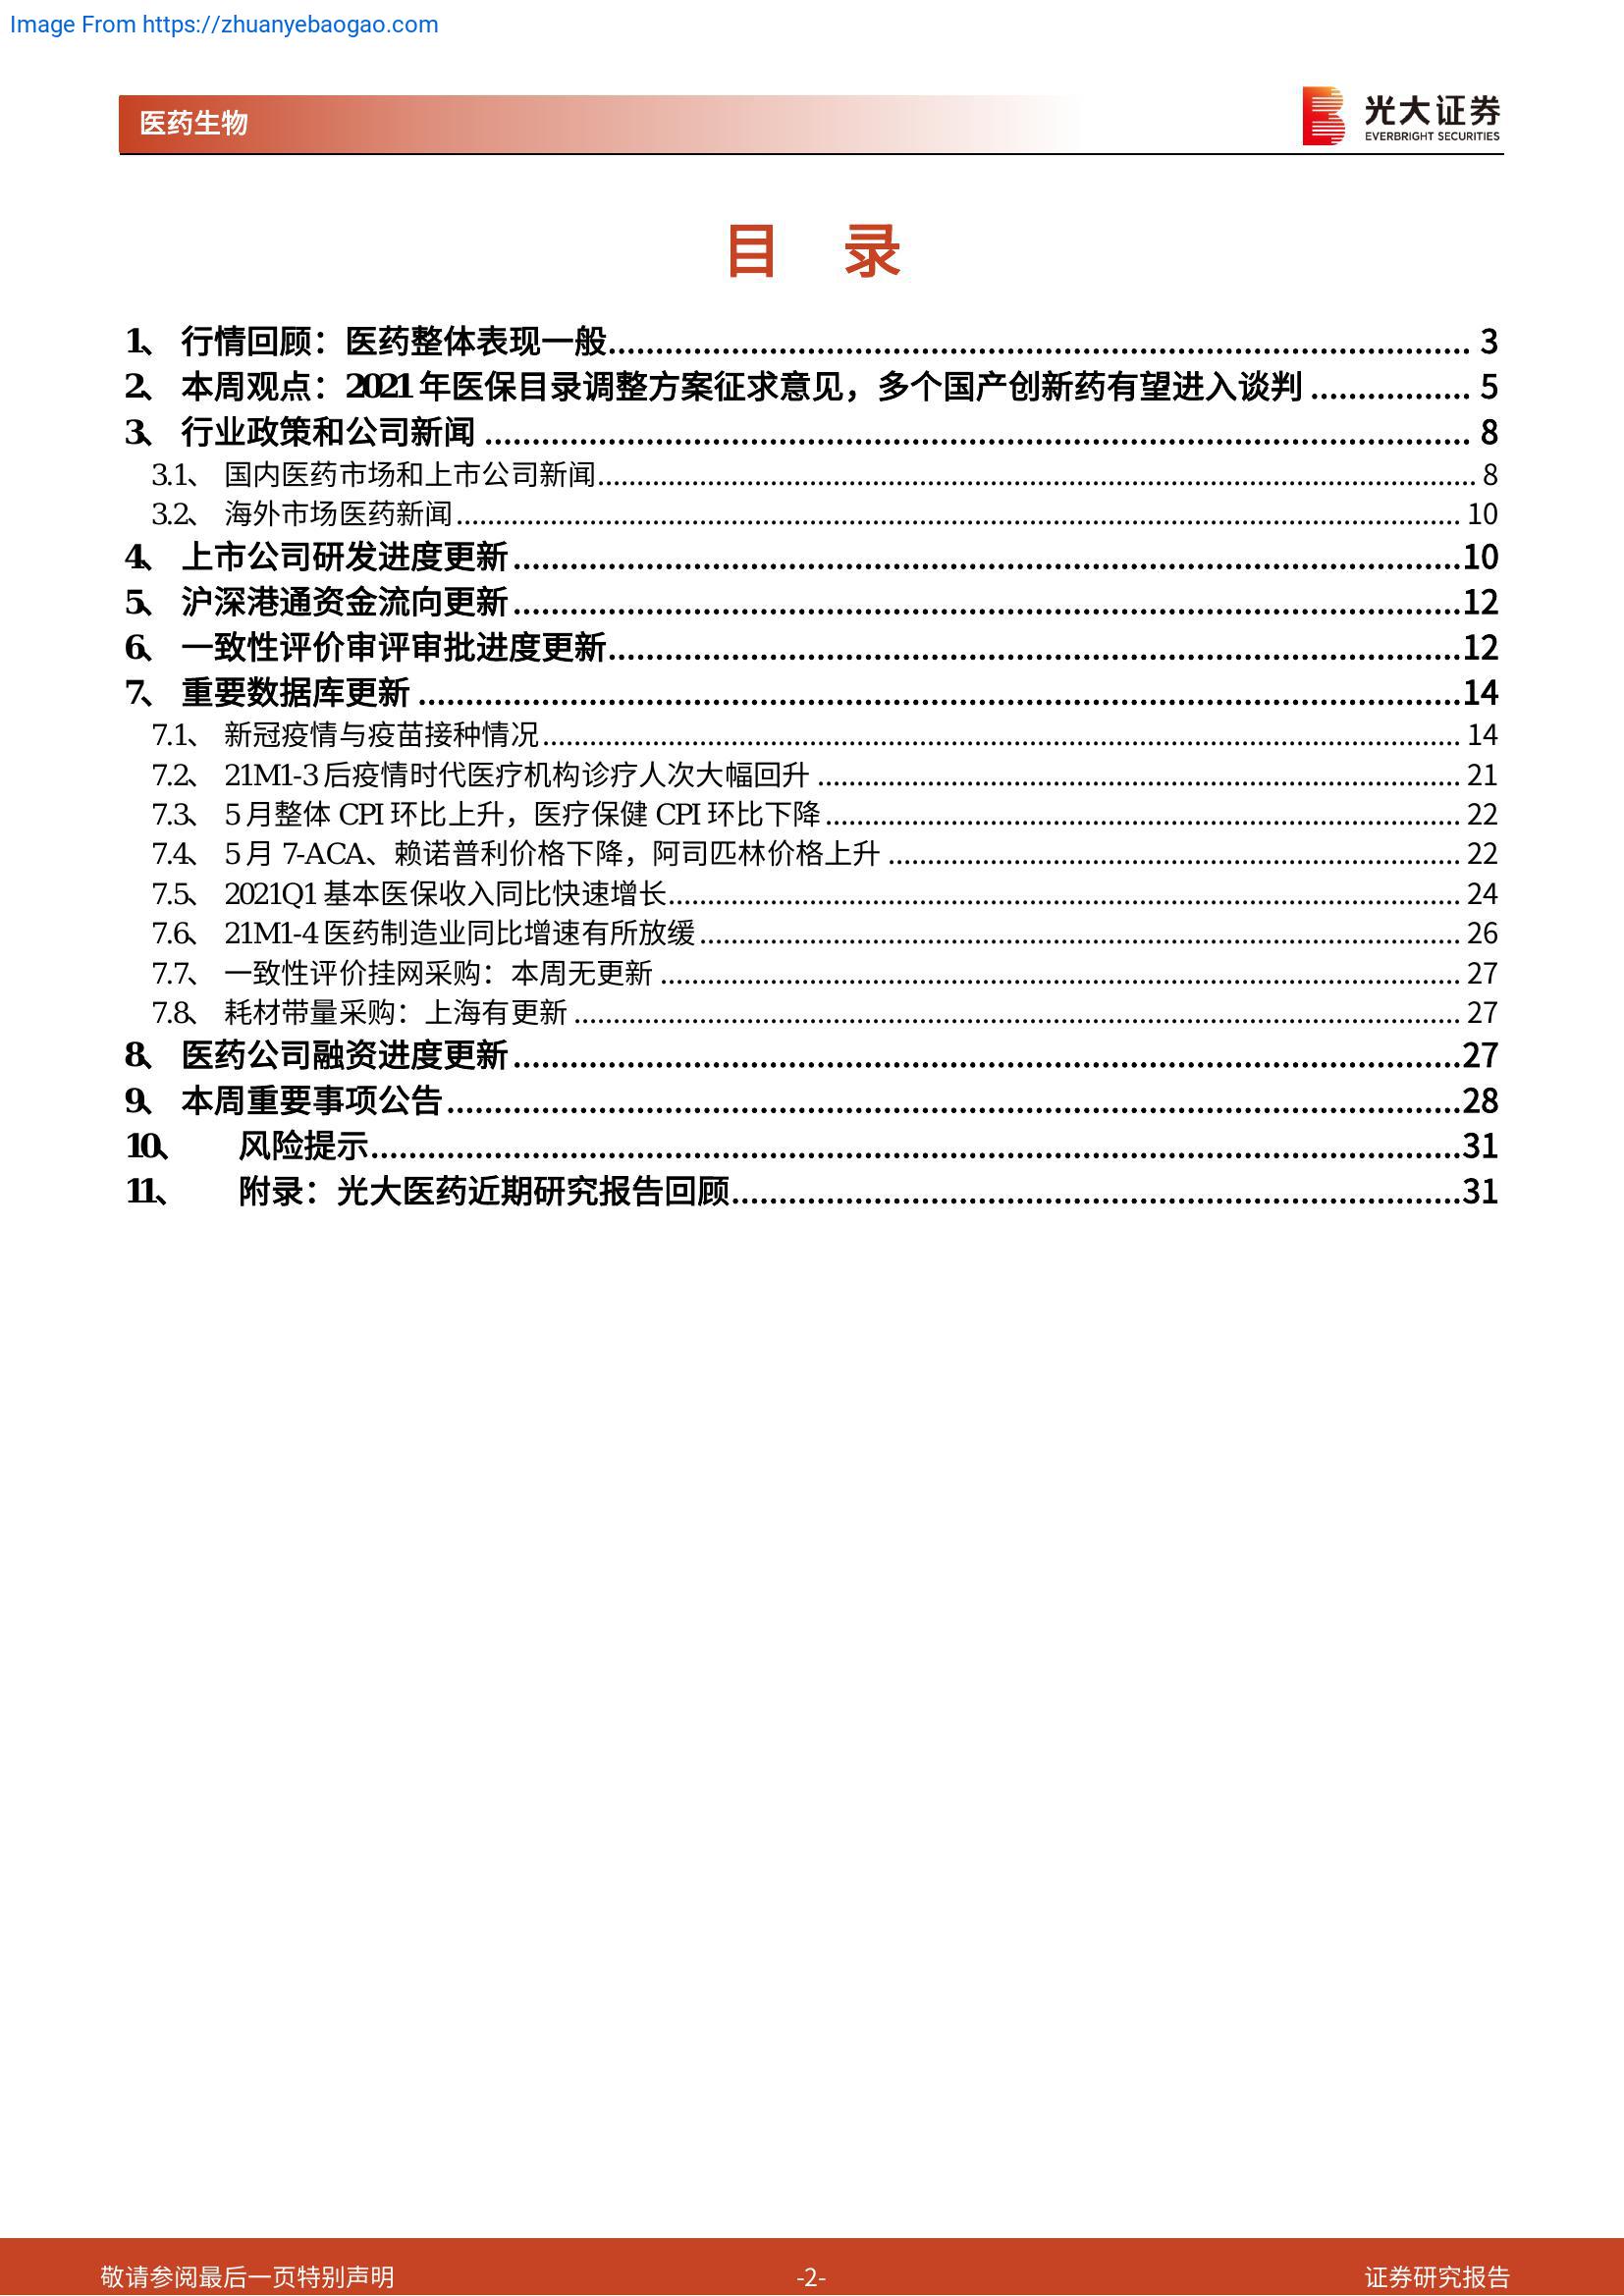 Image From https://zhuanyebaogao.com
医药生物
光大证券
EVERBRIGHT SECURITIES
目 录
1、 行情回顾：医药整体表现一般 3
2、 本周观点：2021 年医保目录调整方案征求意见，多个国产创新药有望进入谈判 5
3、 行业政策和公司新闻 8
3.1、 国内医药市场和上市公司新闻 8
3.2、 海外市场医药新闻 10
4、 上市公司研发进度更新 10
5、 沪深港通资金流向更新 12
6、 一致性评价审评审批进度更新 12
7、 重要数据库更新 14
7.1、 新冠疫情与疫苗接种情况 14
7.2、 21M1-3 后疫情时代医疗机构诊疗人次大幅回升 21
7.3、 5 月整体 CPI 环比上升，医疗保健 CPI 环比下降 22
7.4、 5 月 7-ACA、赖诺普利价格下降，阿司匹林价格上升 22
7.5、 2021Q1 基本医保收入同比快速增长 24
7.6、 21M1-4 医药制造业同比增速有所放缓 26
7.7、 一致性评价挂网采购：本周无更新 27
7.8、 耗材带量采购：上海有更新 27
8、 医药公司融资进度更新 27
9、 本周重要事项公告 28
10、 风险提示 31
11、 附录：光大医药近期研究报告回顾 31
敬请参阅最后一页特别声明 -2- 证券研究报告